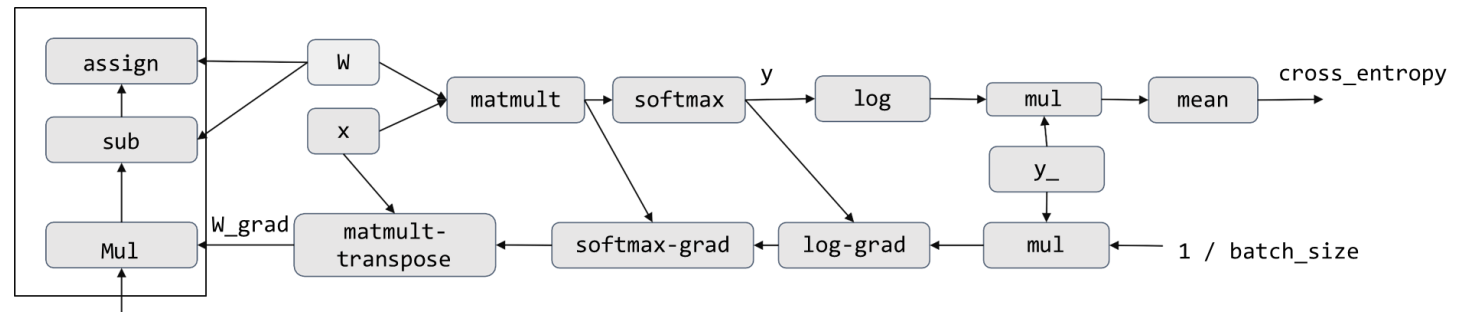 assign
W
matmult
softmax
y
log
mul
mean
cross_entropy
sub
x
y_
Mul
W_grad
matmult-
transpose
softmax-grad
log-grad
mul
1 / batch_size